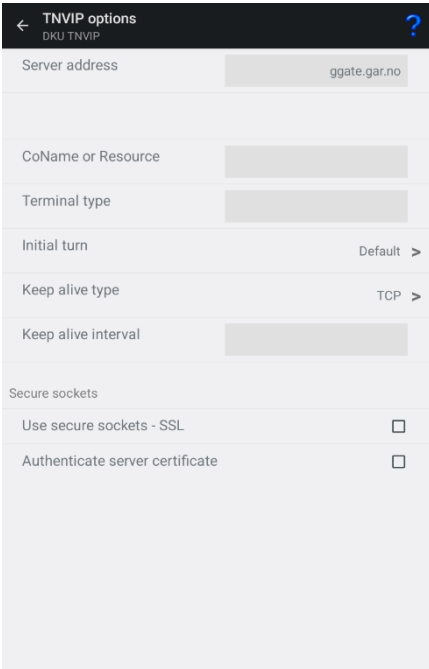 TNVIP options
DKU TNVIP
?
Server address ggate.gar.no
CoName or Resource
Terminal type
Initial turn Default >
Keep alive type TCP >
Keep alive interval
Secure sockets
Use secure sockets - SSL
Authenticate server certificate